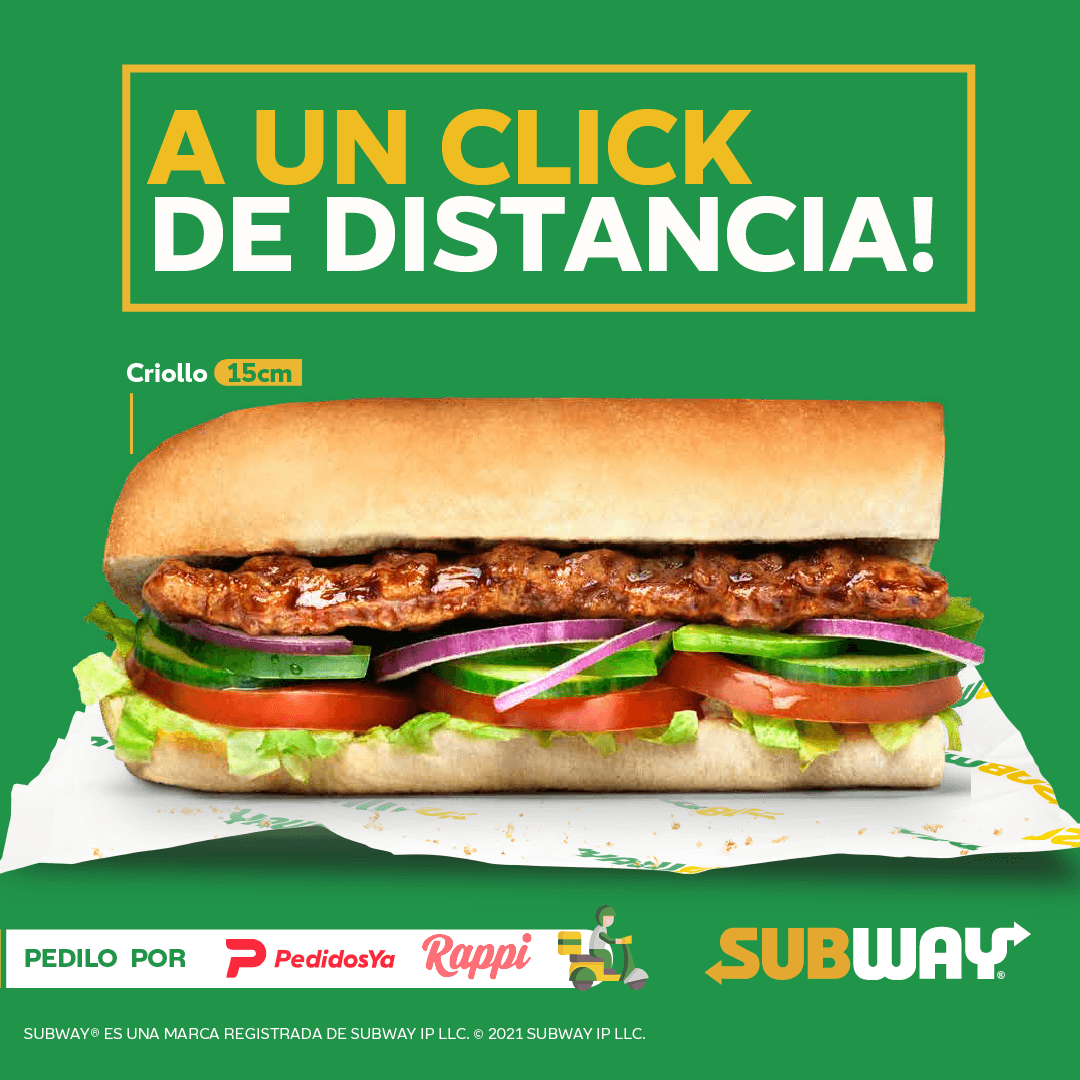 A UN CLICK
DE DISTANCIA!
Criollo 15cm
PEDILO POR PedidosYa Rappi
SUBWAY®
SUBWAY® ES UNA MARCA REGISTRADA DE SUBWAY IP LLC. © 2021 SUBWAY IP LLC.